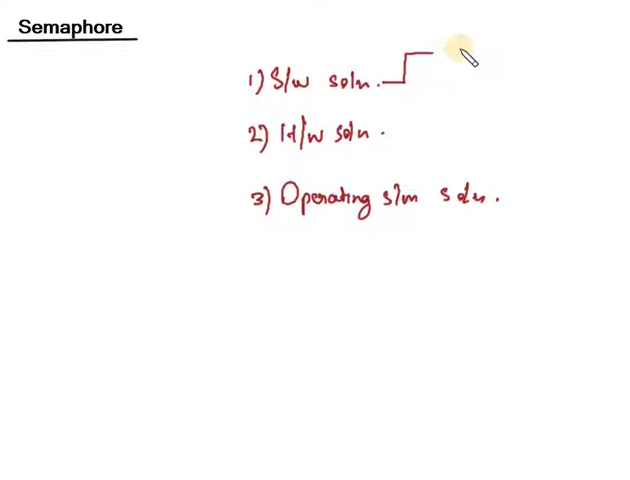 Semaphore
1) S/w soln.
2) H/w soln.
3) Operating s/m soln.